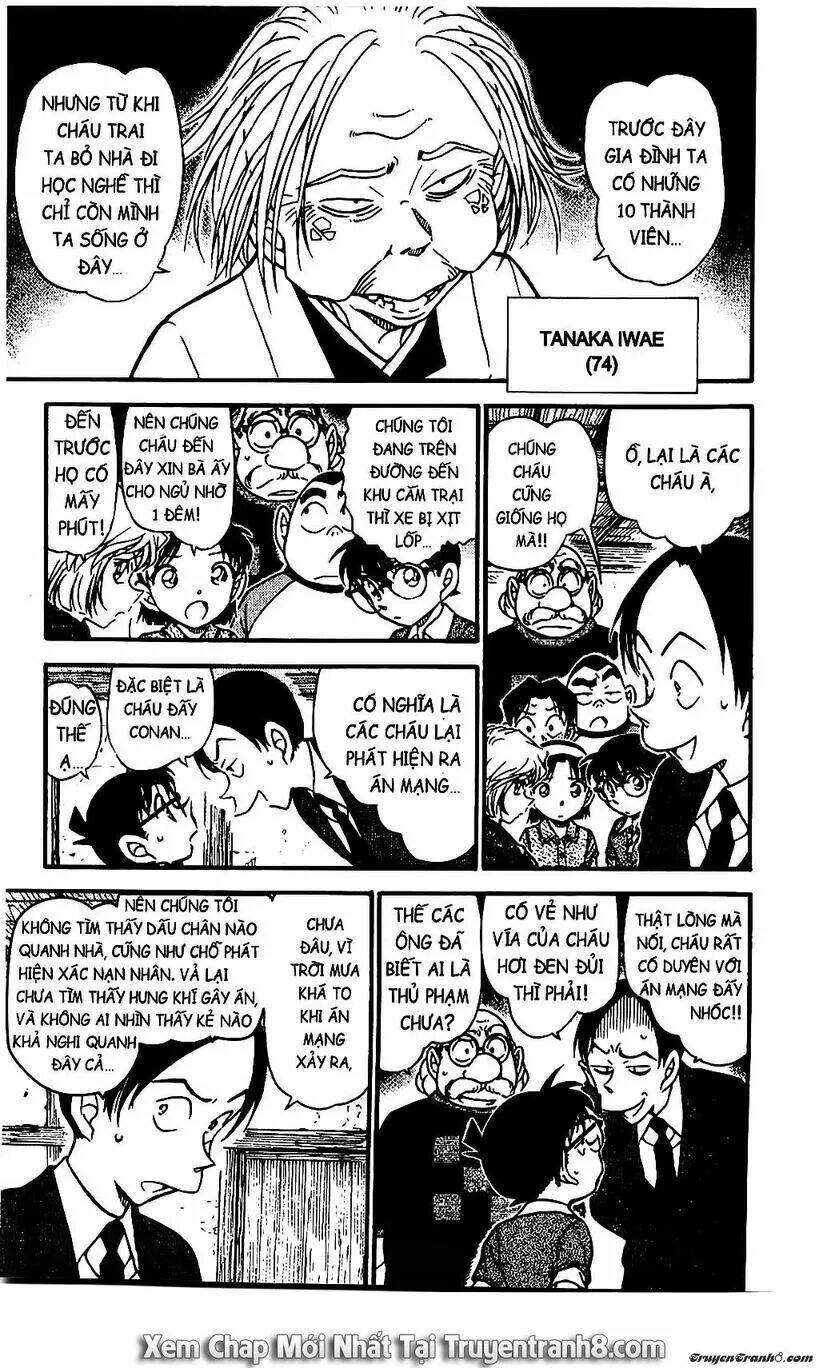 TRƯỚC ĐÂY
GIA ĐÌNH TA
CÓ NHỮNG
10 THÀNH
VIÊN...
NHƯNG TỪ KHI
CHÁU TRAI
TA BỎ NHÀ ĐI
HỌC NGHỀ THÌ
CHỈ CÒN MÌNH
TA SỐNG Ở
ĐÂY...
TANAKA IWAE
(74)
Ồ, LẠI LÀ CÁC
CHÁU À,
CHÚNG
CHÁU
CŨNG
GIỐNG HỌ
MÀ!!
CHÚNG TÔI
ĐANG TRÊN
ĐƯỜNG ĐẾN
KHU CẮM TRẠI
THÌ XE BỊ XỊT
LỐP...
NÊN CHÚNG
CHÁU ĐẾN
ĐÂY XIN BÀ ẤY
CHO NGỦ NHỜ
1 ĐÊM!
ĐẾN
TRƯỚC
HỌ CÓ
MẤY
PHÚT!
CÓ NGHĨA LÀ
CÁC CHÁU LẠI
PHÁT HIỆN RA
ÁN MẠNG...
ĐẶC BIỆT LÀ
CHÁU ĐẤY
CONAN...
ĐÚNG
THẾ
Ạ...
THẬT LÒNG MÀ
NÓI, CHÁU RẤT
CÓ DUYÊN VỚI
ÁN MẠNG ĐẤY
NHÓC!!
CÓ VẺ NHƯ
VÍA CỦA CHÁU
HƠI ĐEN ĐỦI
THÌ PHẢI!
THẾ CÁC
ÔNG ĐÃ
BIẾT AI LÀ
THỦ PHẠM
CHƯA?
CHƯA
ĐÂU, VÌ
TRỜI MƯA
KHÁ TO
KHI ÁN
MẠNG
XẢY RA,
NÊN CHÚNG TÔI
KHÔNG TÌM THẤY DẤU CHÂN NÀO
QUANH NHÀ, CŨNG NHƯ CHỖ PHÁT
HIỆN XÁC NẠN NHÂN. VẢ LẠI
CHƯA TÌM THẤY HUNG KHÍ GÂY ÁN,
VÀ KHÔNG AI NHÌN THẤY KẺ NÀO
KHẢ NGHI QUANH
ĐÂY CẢ...
Xem Chap Mới Nhất Tại Truyentranh8.com
TruyenTranh8.com